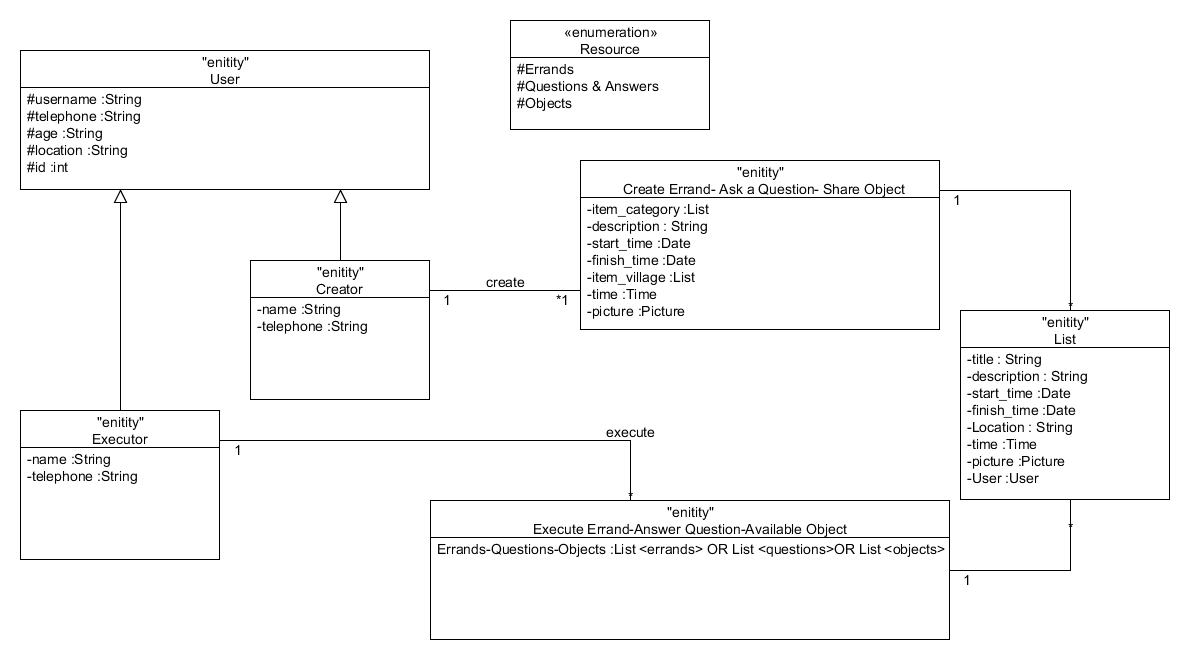 "enitity"
User
#username :String
#telephone :String
#age :String
#location :String
#id :int
«enumeration»
Resource
#Errands
#Questions & Answers
#Objects
"enitity"
Create Errand- Ask a Question- Share Object
-item_category :List
-description : String
-start_time :Date
-finish_time :Date
-item_village :List
-time :Time
-picture :Picture
1
*
"enitity"
Creator
-name :String
-telephone :String
create
1
*1
"enitity"
List
-title : String
-description : String
-start_time :Date
-finish_time :Date
-Location : String
-time :Time
-picture :Picture
-User :User
"enitity"
Executor
-name :String
-telephone :String
execute
1
*
"enitity"
Execute Errand-Answer Question-Available Object
Errands-Questions-Objects :List <errands> OR List <questions>OR List <objects>
*
1